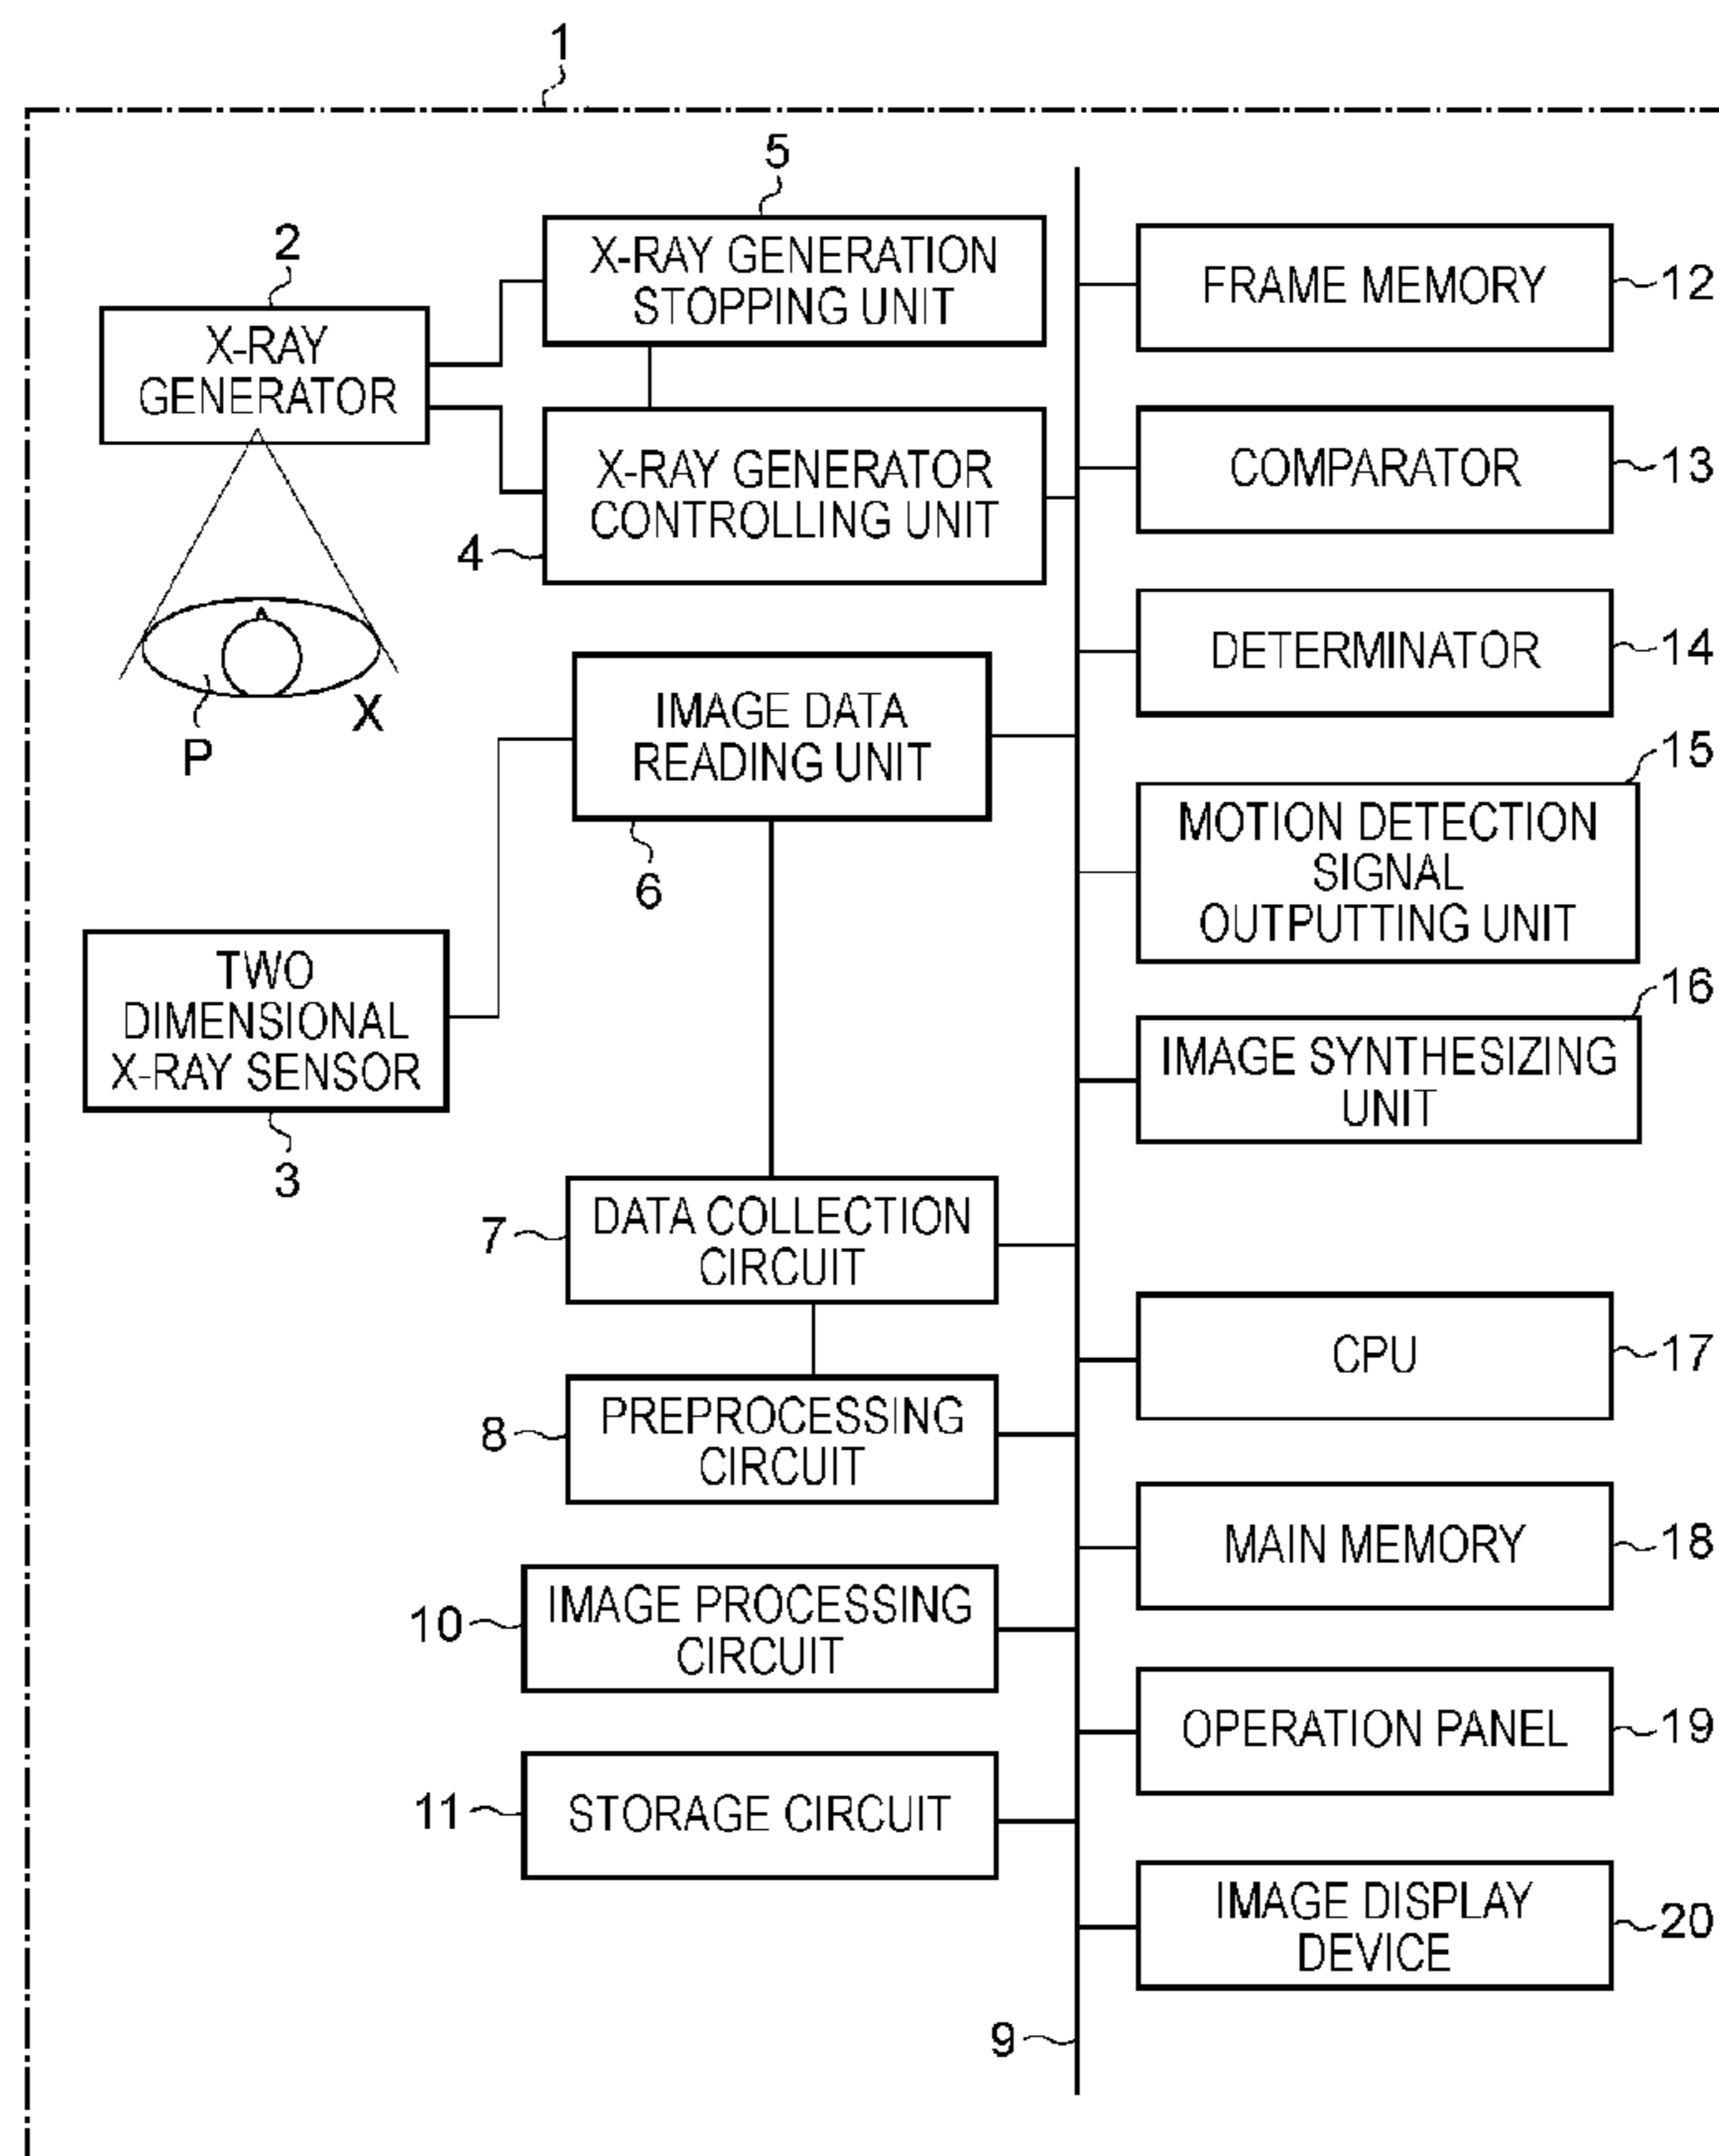 1
5
X-RAY GENERATION
STOPPING UNIT
2
X-RAY
GENERATOR
X-RAY GENERATOR
CONTROLLING UNIT
4
P
X
IMAGE DATA
READING UNIT
6
TWO
DIMENSIONAL
X-RAY SENSOR
3
7
DATA COLLECTION
CIRCUIT
8
PREPROCESSING
CIRCUIT
10
IMAGE PROCESSING
CIRCUIT
11
STORAGE CIRCUIT
9
FRAME MEMORY
12
COMPARATOR
13
DETERMINATOR
14
15
MOTION DETECTION
SIGNAL
OUTPUTTING UNIT
16
IMAGE SYNTHESIZING
UNIT
CPU
17
MAIN MEMORY
18
OPERATION PANEL
19
IMAGE DISPLAY
DEVICE
20